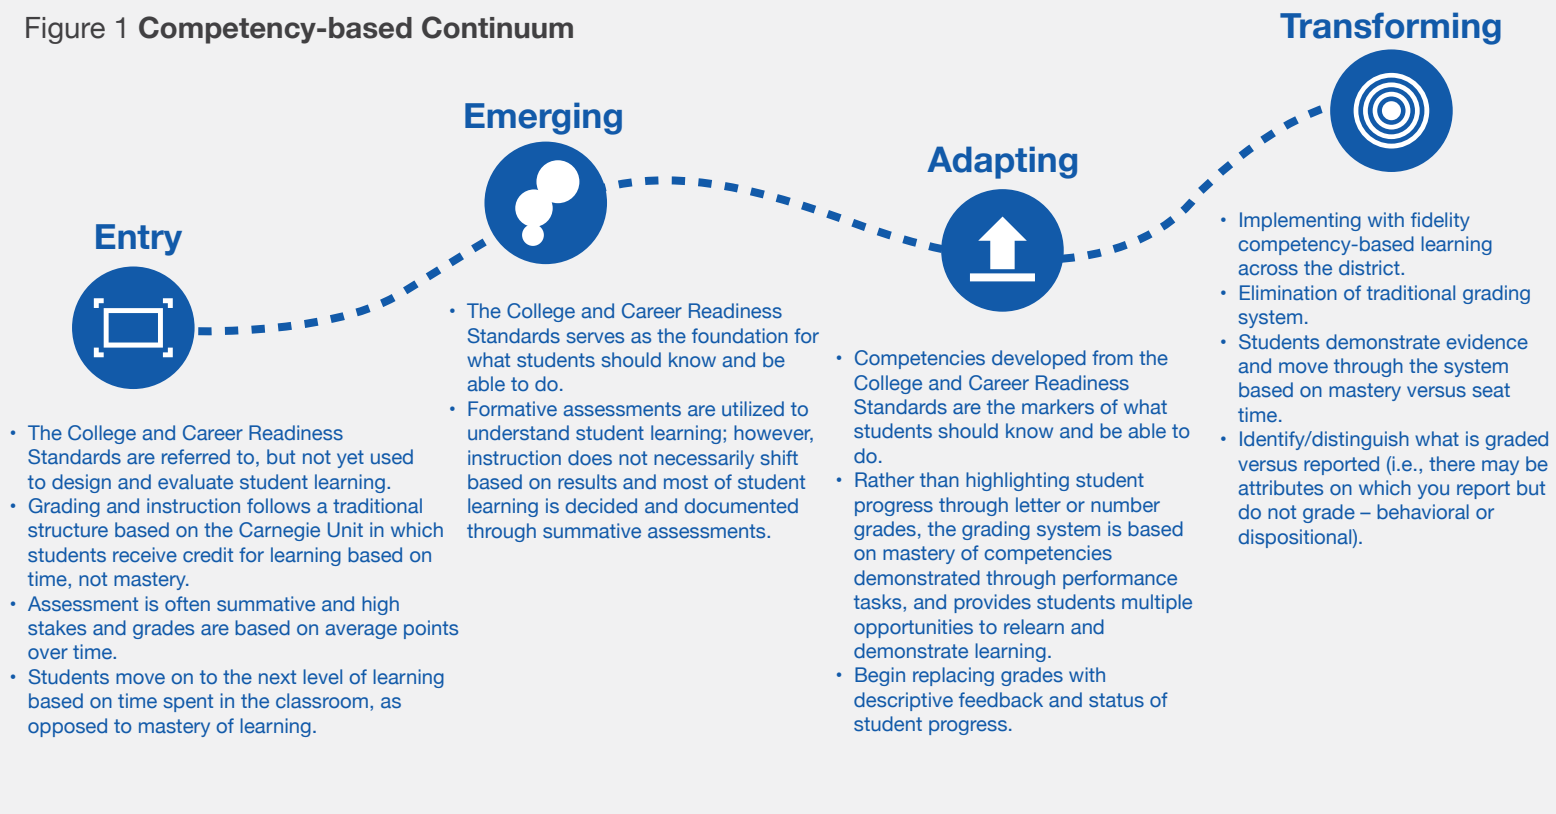 Figure 1 Competency-based Continuum
Entry
• The College and Career Readiness
Standards are referred to, but not yet used
to design and evaluate student learning.
• Grading and instruction follows a traditional
structure based on the Carnegie Unit in which
students receive credit for learning based on
time, not mastery.
• Assessment is often summative and high
stakes and grades are based on average points
over time.
• Students move on to the next level of learning
based on time spent in the classroom, as
opposed to mastery of learning.
Emerging
• The College and Career Readiness
Standards serves as the foundation for
what students should know and be
able to do.
• Formative assessments are utilized to
understand student learning; however,
instruction does not necessarily shift
based on results and most of student
learning is decided and documented
through summative assessments.
Adapting
• Competencies developed from the
College and Career Readiness
Standards are the markers of what
students should know and be able to
do.
• Rather than highlighting student
progress through letter or number
grades, the grading system is based
on mastery of competencies
demonstrated through performance
tasks, and provides students multiple
opportunities to relearn and
demonstrate learning.
• Begin replacing grades with
descriptive feedback and status of
student progress.
Transforming
• Implementing with fidelity
competency-based learning
across the district.
• Elimination of traditional grading
system.
• Students demonstrate evidence
and move through the system
based on mastery versus seat
time.
• Identify/distinguish what is graded
versus reported (i.e., there may be
attributes on which you report but
do not grade – behavioral or
dispositional).